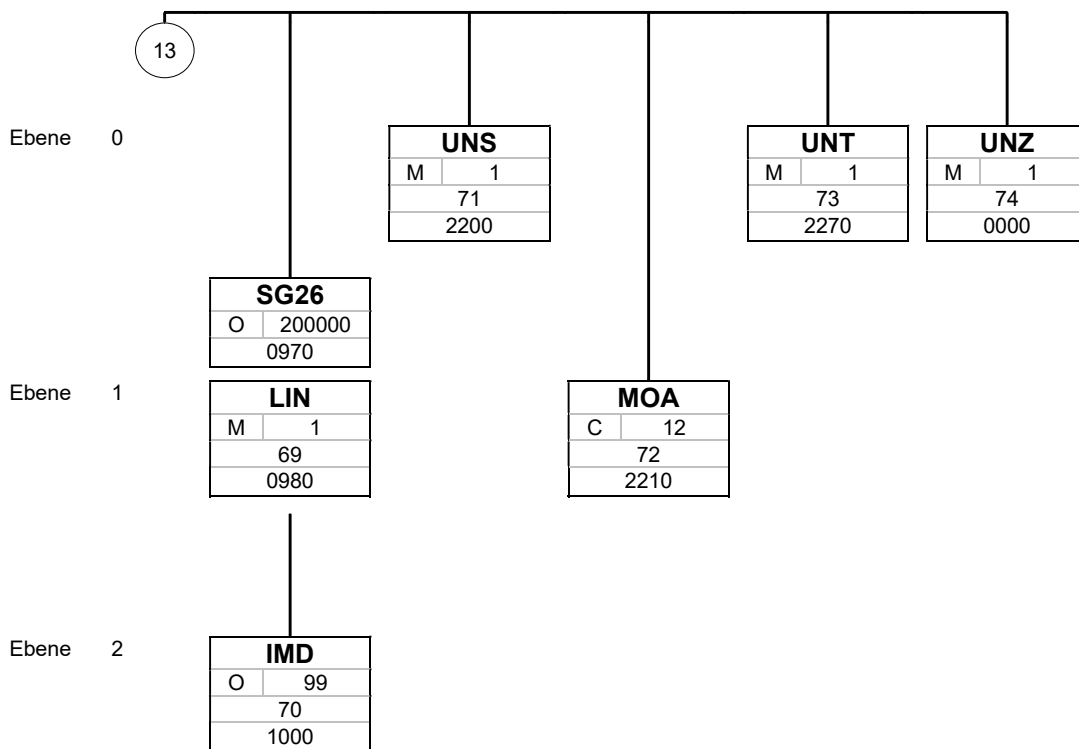 13
Ebene 0
UNS
M 1
71
2200
UNT
M 1
73
2270
UNZ
M 1
74
0000
SG26
O 200000
0970
Ebene 1
LIN
M 1
69
0980
MOA
C 12
72
2210
Ebene 2
IMD
O 99
70
1000